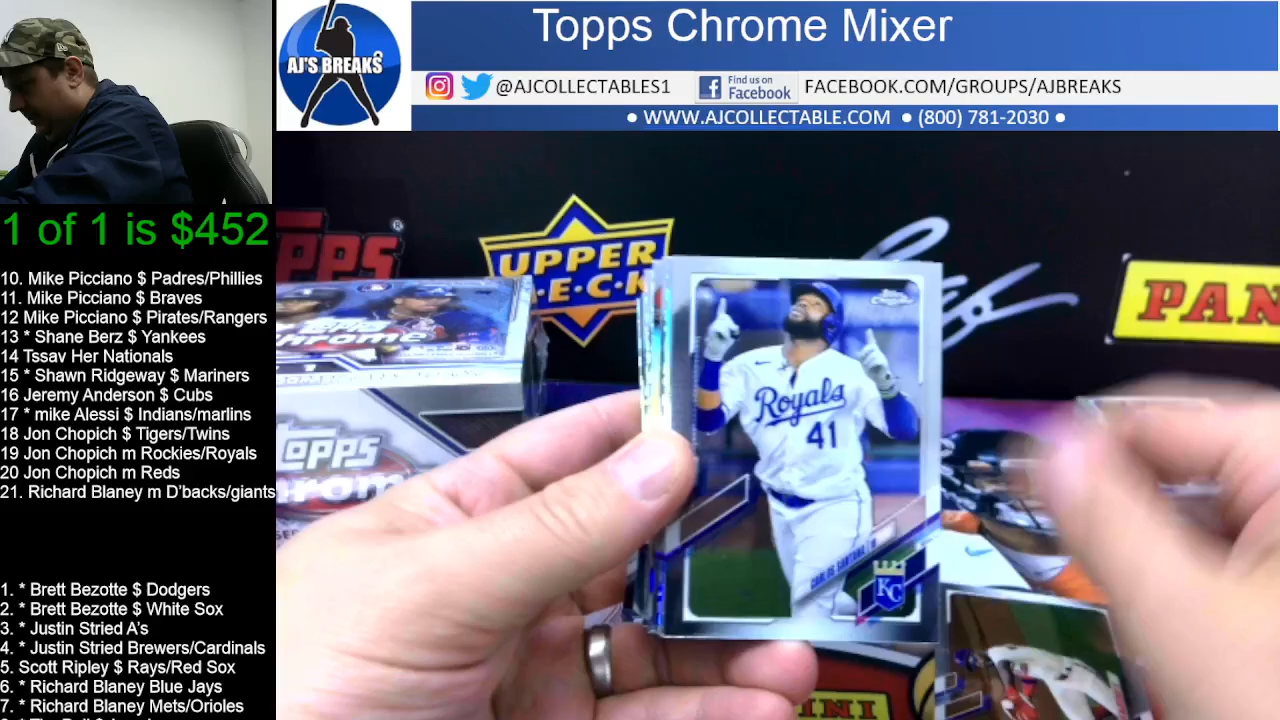 Topps Chrome Mixer
AJ'S BREAKS
@AJCOLLECTABLES1
Find us on
Facebook
FACEBOOK.COM/GROUPS/AJBREAKS
• WWW.AJCOLLECTABLE.COM • (800) 781-2030 •
1 of 1 is $452
10. Mike Picciano $ Padres/Phillies
11. Mike Picciano $ Braves
12 Mike Picciano $ Pirates/Rangers
13 * Shane Berz $ Yankees
14 Tssav Her Nationals
15 * Shawn Ridgeway $ Mariners
16 Jeremy Anderson $ Cubs
17 * mike Alessi $ Indians/marlins
18 Jon Chopich $ Tigers/Twins
19 Jon Chopich m Rockies/Royals
20 Jon Chopich m Reds
21. Richard Blaney m D'backs/giants
1. * Brett Bezotte $ Dodgers
2. * Brett Bezotte $ White Sox
3. * Justin Stried A's
4. * Justin Stried Brewers/Cardinals
5. Scott Ripley $ Rays/Red Sox
6. * Richard Blaney Blue Jays
7. * Richard Blaney Mets/Orioles
UPPER
Topps
Chrome
Royals
41
CARLOS SANTANA
KC